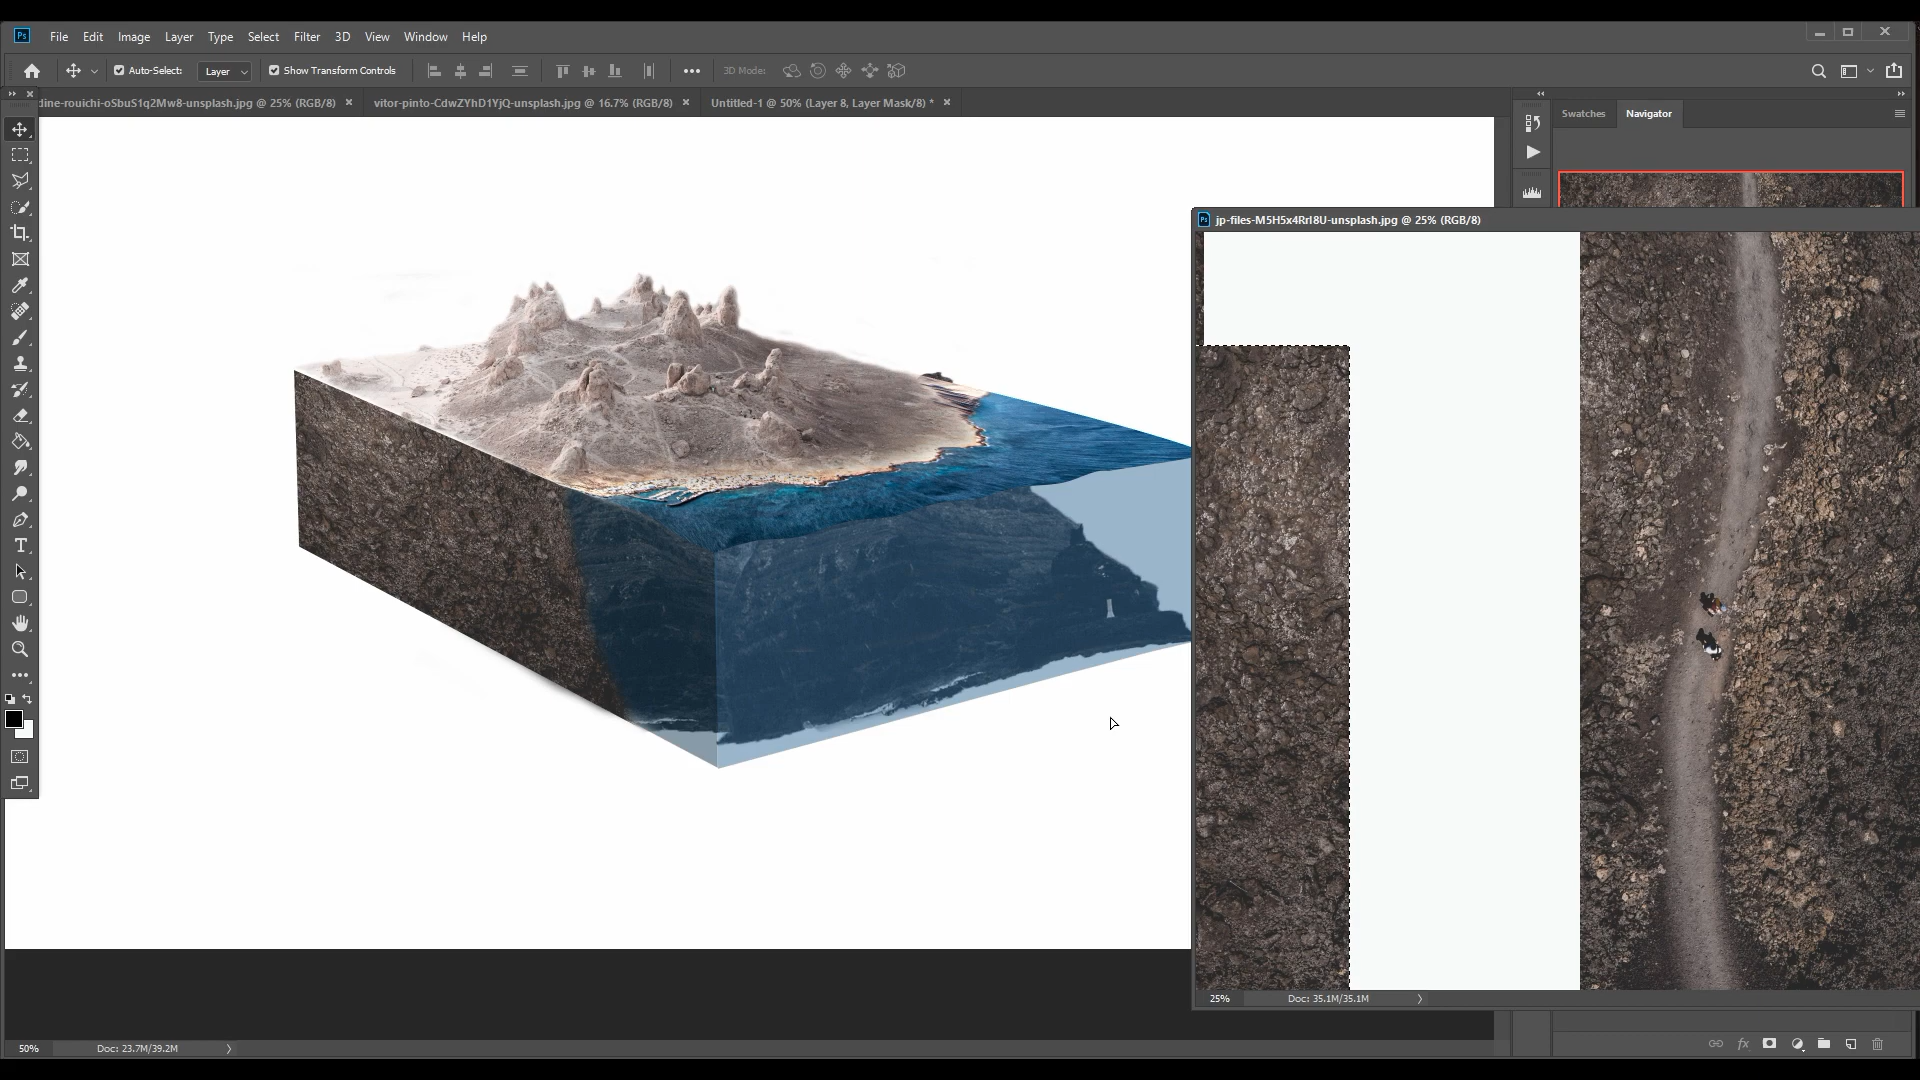 Ps File Edit Image Layer Type Select Filter 3D View Window Help
Auto-Select: Layer Show Transform Controls 3D Mode:
dine-rouichi-oSbuS1q2Mw8-unsplash.jpg @ 25% (RGB/8) × vitor-pinto-CdwZYhD1YjQ-unsplash.jpg @ 16.7% (RGB/8) × Untitled-1 @ 50% (Layer 8, Layer Mask/8) * ×
Swatches Navigator
Ps jp-files-M5H5x4RrI8U-unsplash.jpg @ 25% (RGB/8)
25% Doc: 35.1M/35.1M
50% Doc: 23.7M/39.2M
fx